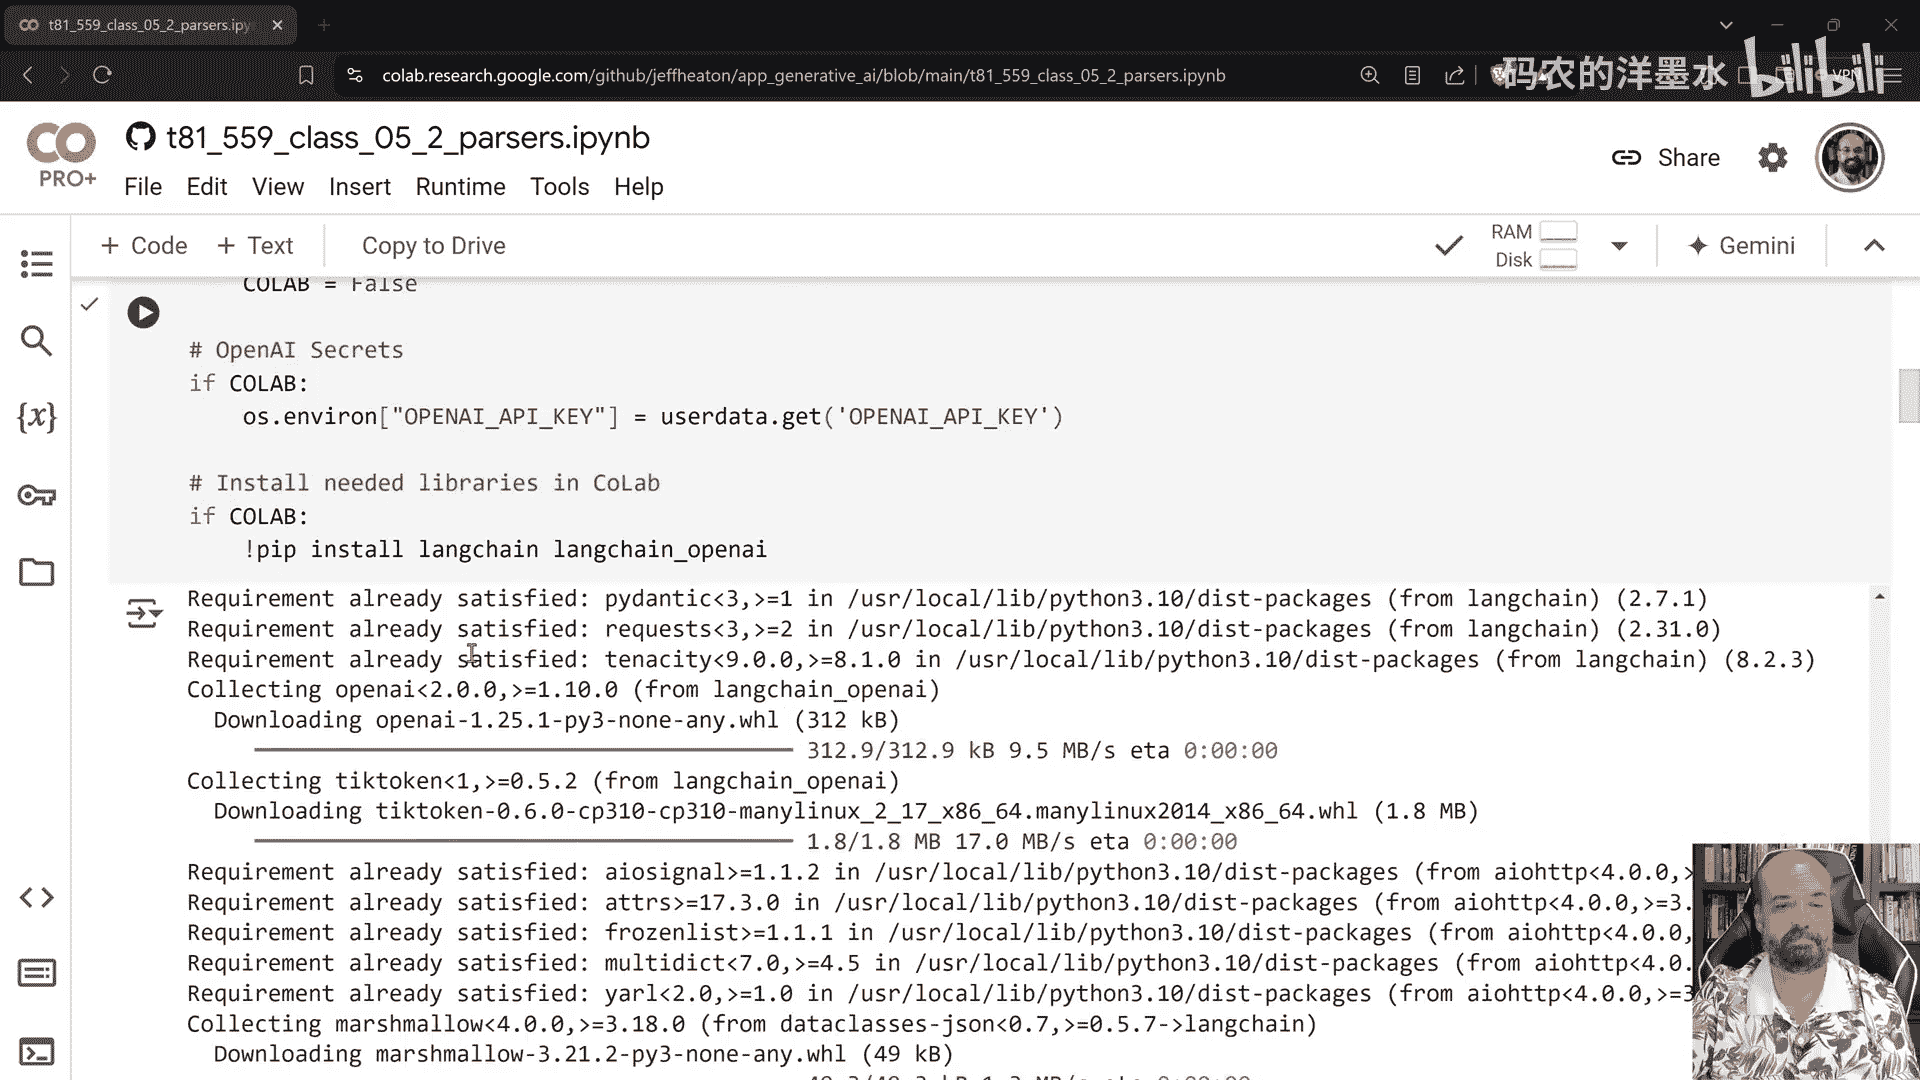 t81_559_class_05_2_parsers.ipy
colab.research.google.com/github/jeffheaton/app_generative_ai/blob/main/t81_559_class_05_2_parsers.ipynb
码农的洋墨水 bilibili
VPN
CO
PRO+
t81_559_class_05_2_parsers.ipynb
File Edit View Insert Runtime Tools Help
Share
+ Code + Text Copy to Drive
RAM
Disk
Gemini
COLAB = False
# OpenAI Secrets
if COLAB:
os.environ["OPENAI_API_KEY"] = userdata.get('OPENAI_API_KEY')
# Install needed libraries in CoLab
if COLAB:
!pip install langchain langchain_openai
Requirement already satisfied: pydantic<3,>=1 in /usr/local/lib/python3.10/dist-packages (from langchain) (2.7.1)
Requirement already satisfied: requests<3,>=2 in /usr/local/lib/python3.10/dist-packages (from langchain) (2.31.0)
Requirement already satisfied: tenacity<9.0.0,>=8.1.0 in /usr/local/lib/python3.10/dist-packages (from langchain) (8.2.3)
Collecting openai<2.0.0,>=1.10.0 (from langchain_openai)
Downloading openai-1.25.1-py3-none-any.whl (312 kB)
312.9/312.9 kB 9.5 MB/s eta 0:00:00
Collecting tiktoken<1,>=0.5.2 (from langchain_openai)
Downloading tiktoken-0.6.0-cp310-cp310-manylinux_2_17_x86_64.manylinux2014_x86_64.whl (1.8 MB)
1.8/1.8 MB 17.0 MB/s eta 0:00:00
Requirement already satisfied: aiosignal>=1.1.2 in /usr/local/lib/python3.10/dist-packages (from aiohttp<4.0.0,>
Requirement already satisfied: attrs>=17.3.0 in /usr/local/lib/python3.10/dist-packages (from aiohttp<4.0.0,>=3.
Requirement already satisfied: frozenlist>=1.1.1 in /usr/local/lib/python3.10/dist-packages (from aiohttp<4.0.0,
Requirement already satisfied: multidict<7.0,>=4.5 in /usr/local/lib/python3.10/dist-packages (from aiohttp<4.0.
Requirement already satisfied: yarl<2.0,>=1.0 in /usr/local/lib/python3.10/dist-packages (from aiohttp<4.0.0,>=3
Collecting marshmallow<4.0.0,>=3.18.0 (from dataclasses-json<0.7,>=0.5.7->langchain)
Downloading marshmallow-3.21.2-py3-none-any.whl (49 kB)